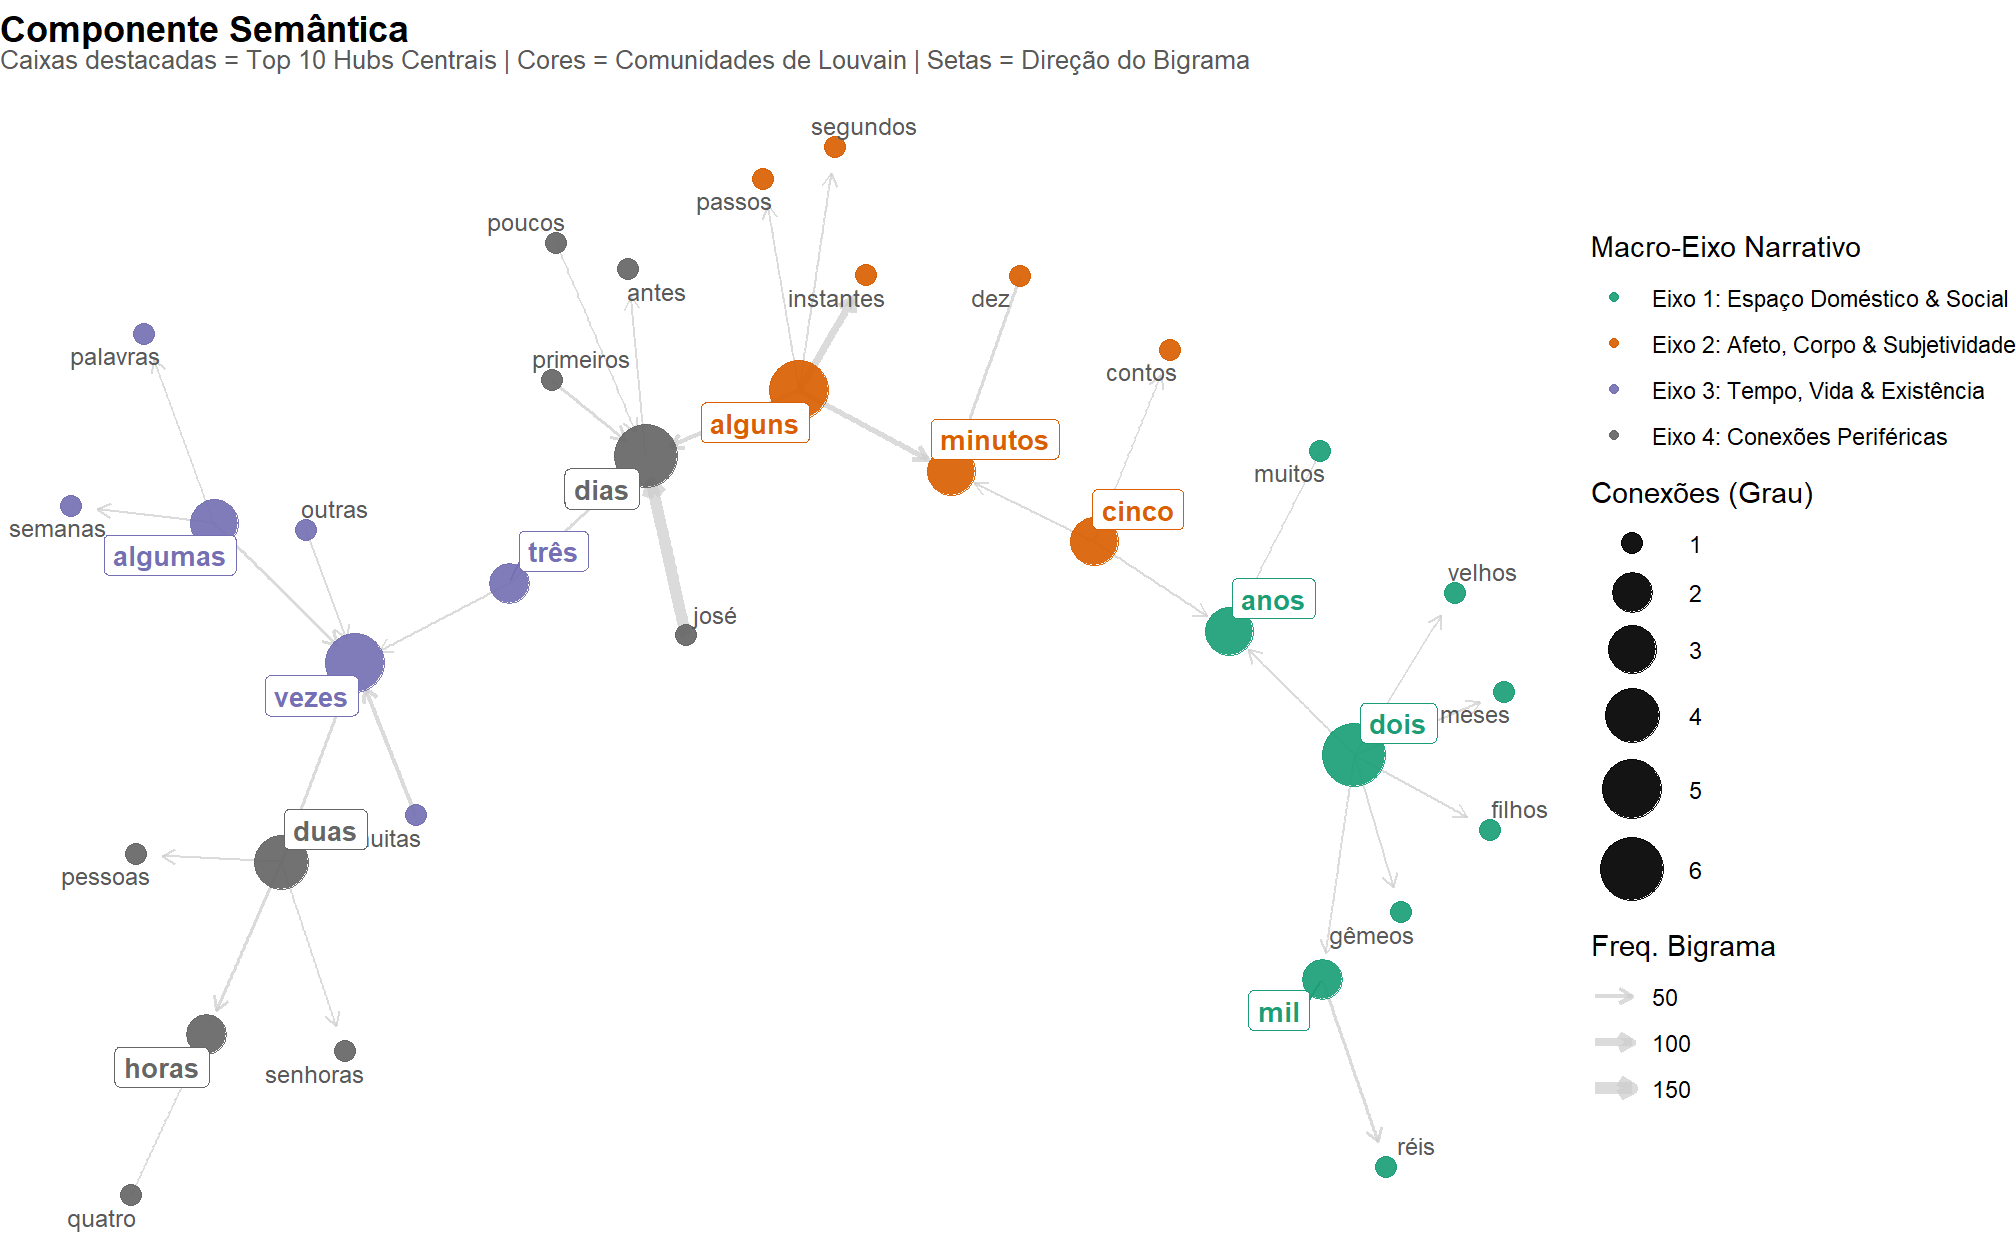 Componente Semântica
Caixas destacadas = Top 10 Hubs Centrais | Cores = Comunidades de Louvain | Setas = Direção do Bigrama
segundos
passos
poucos
antes
instantes
dez
primeiros
palavras
contos
alguns
minutos
muitos
dias
cinco
outras
semanas
algumas
três
velhos
anos
josé
vezes
dois
meses
filhos
duas
pessoas
gêmeos
mil
horas
senhoras
réis
quatro
Macro-Eixo Narrativo
Eixo 1: Espaço Doméstico & Social
Eixo 2: Afeto, Corpo & Subjetividade
Eixo 3: Tempo, Vida & Existência
Eixo 4: Conexões Periféricas
Conexões (Grau)
1
2
3
4
5
6
Freq. Bigrama
50
100
150